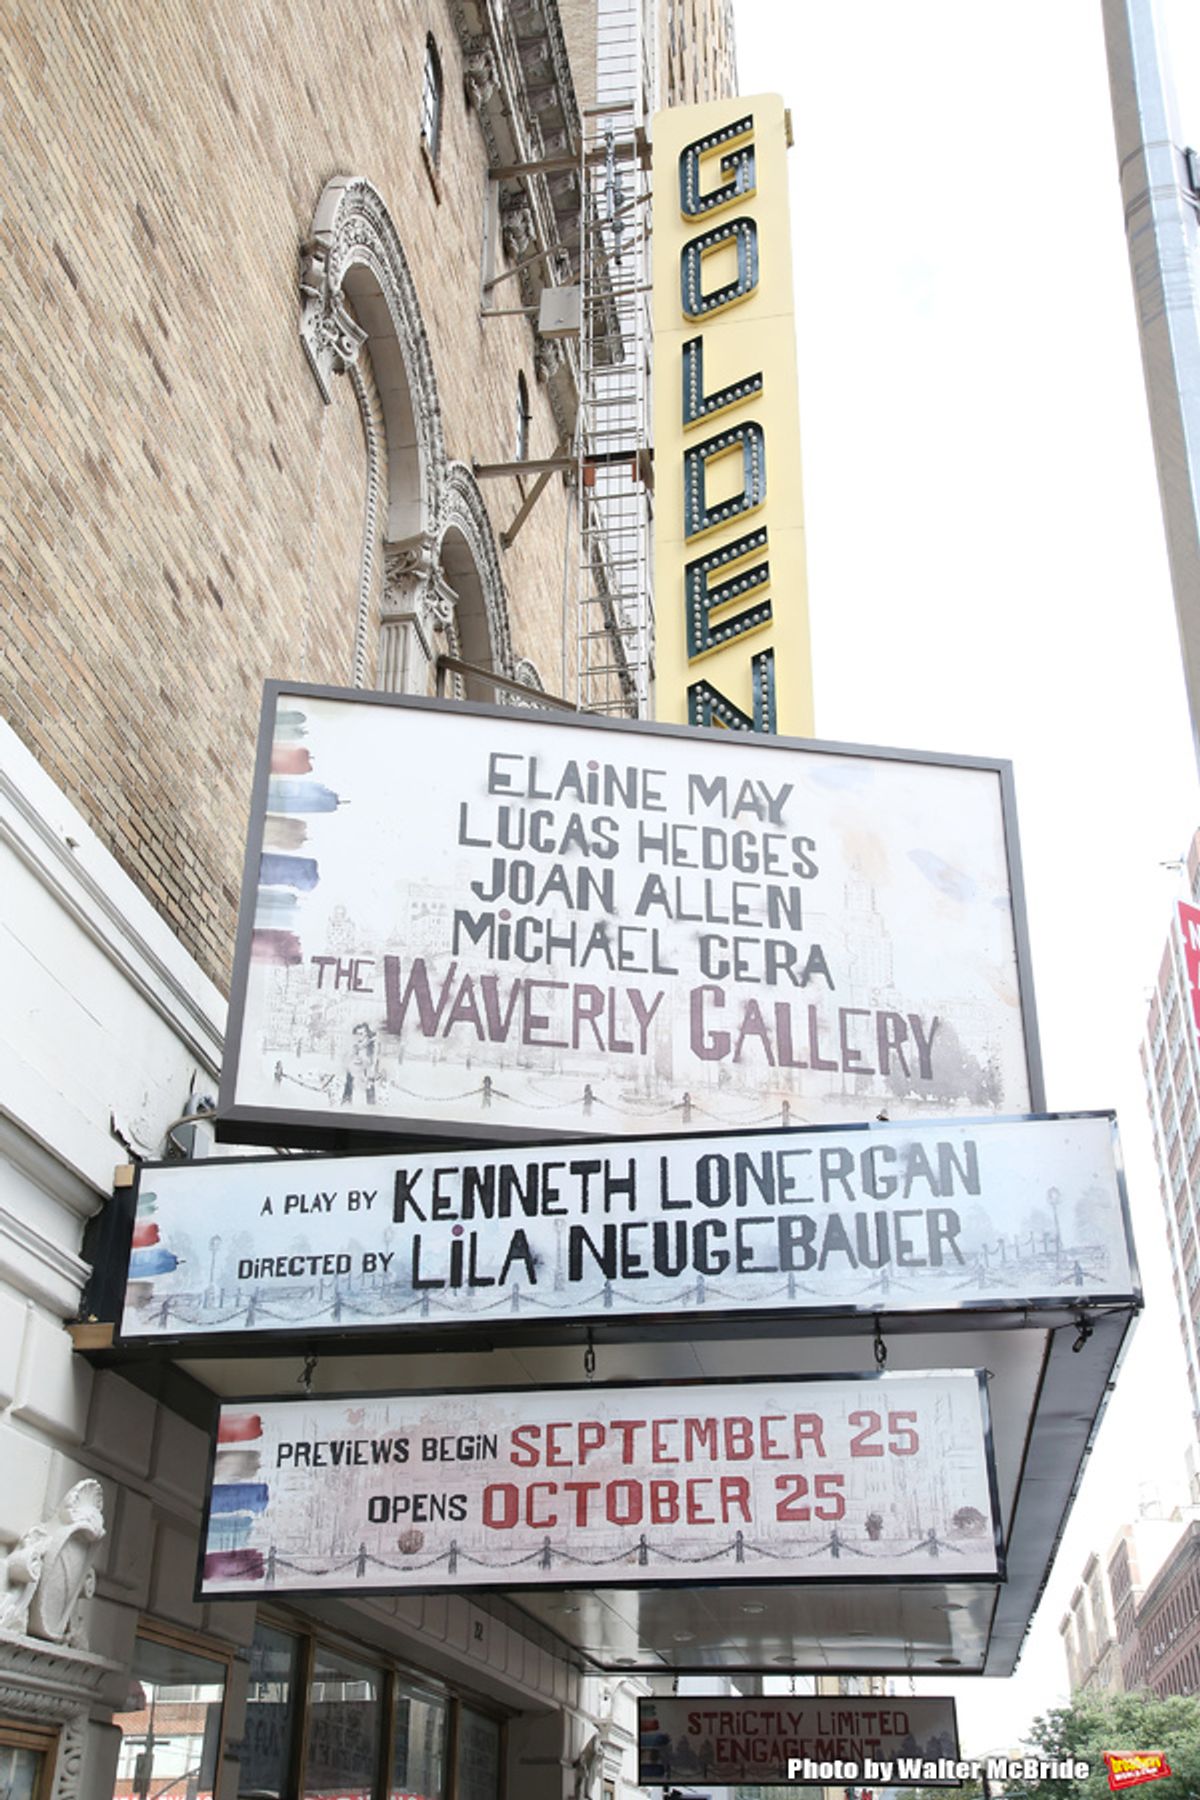 GOLDEN
ELAiNE MAY
LUCAS HEDGES
JOAN ALLEN
MiCHAEL CERA
THE WAVERLY GALLERY
A PLAY BY KENNETH LONERGAN
DiRECTED BY LiLA NEUGEBAUER
PREViEWS BEGiN SEPTEMBER 25
OPENS OCTOBER 25
STRiCTLY LiMiTED
ENGAGEMENT
Photo by Walter McBride